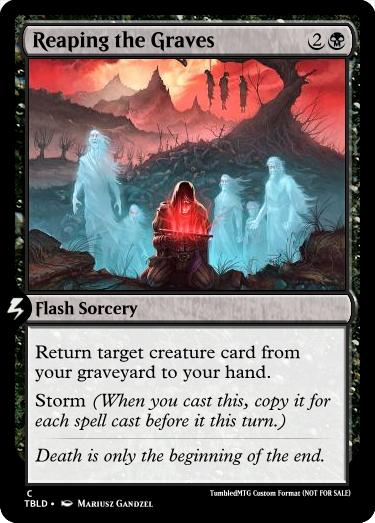 Reaping the Graves 2
Flash Sorcery
Return target creature card from
your graveyard to your hand.
Storm (When you cast this, copy it for
each spell cast before it this turn.)
Death is only the beginning of the end.
C
TBLD • Mariusz Gandzel
TumbledMTG Custom Format (NOT FOR SALE)